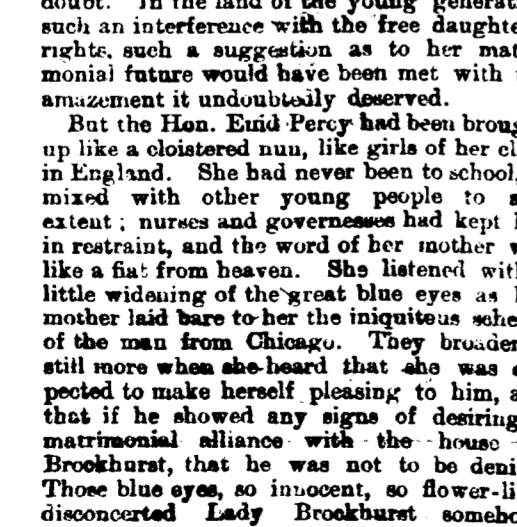 doubt. In the land of the young generat
such an interference with the free daughte
rights, such a suggestion as to her mat
monial future would have been met with
amazement it undoubtedly deserved.
But the Hon. Enid Percy had been broug
up like a cloistered nun, like girls of her cl
in England. She had never been to school,
mixed with other young people to a
extent; nurses and governesses had kept h
in restraint, and the word of her mother w
like a fiat from heaven. She listened wit
little widening of the great blue eyes as h
mother laid bare to her the iniquitous sche
of the man from Chicago. They broader
still more when she heard that she was e
pected to make herself pleasing to him, a
that if he showed any signs of desiring
matrimonial alliance with the house
Brookhurst, that he was not to be deni
Those blue eyes, so innocent, so flower-li
disconcerted Lady Brockhurst somebo